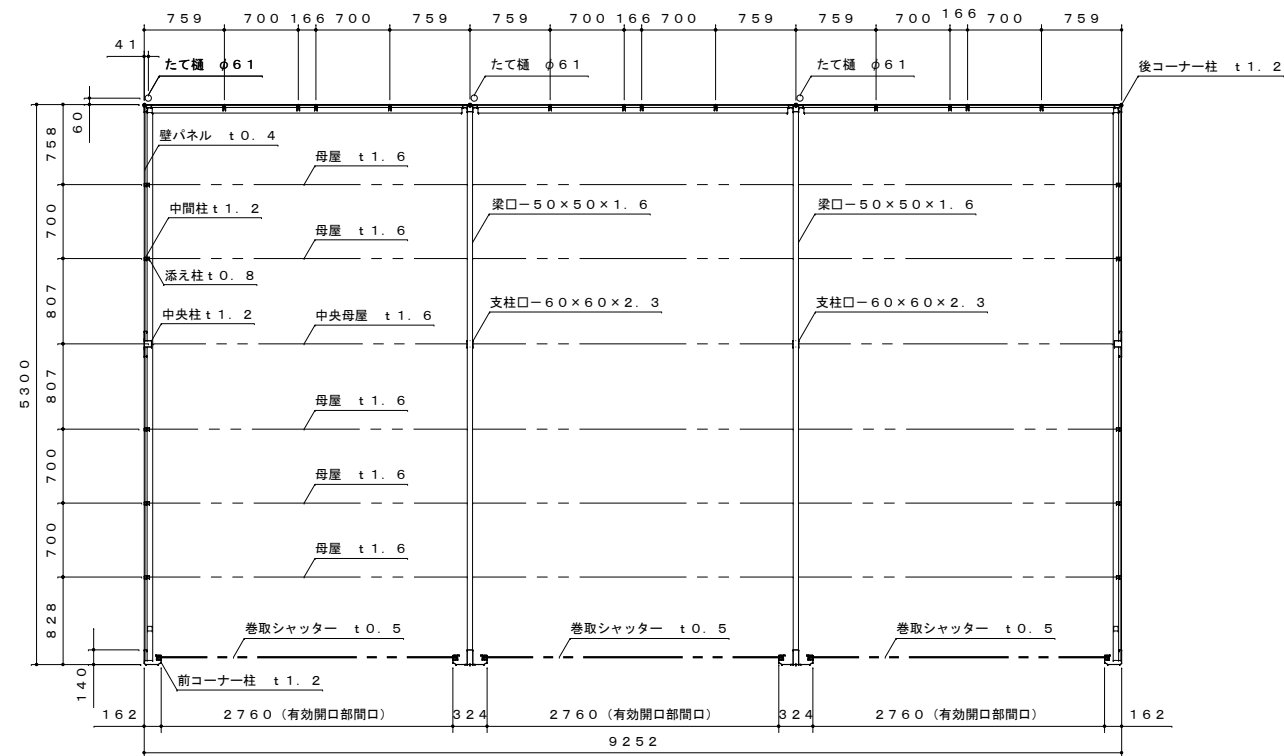 759 700 166 700 759 759 700 166 700 759 759 700 166 700 759
41
たて樋 φ61 たて樋 φ61 たて樋 φ61 後コーナー柱 t1.2
60
壁パネル t0.4
758
母屋 t1.6
中間柱t1.2 梁口-50×50×1.6 梁口-50×50×1.6
700
母屋 t1.6
添え柱t0.8
807
中央柱t1.2 中央母屋 t1.6 支柱口-60×60×2.3 支柱口-60×60×2.3
5300
807
母屋 t1.6
700
母屋 t1.6
700
母屋 t1.6
828
巻取シャッター t0.5 巻取シャッター t0.5 巻取シャッター t0.5
140
前コーナー柱 t1.2
162 2760(有効開口部間口) 324 2760(有効開口部間口) 324 2760(有効開口部間口) 162
9252